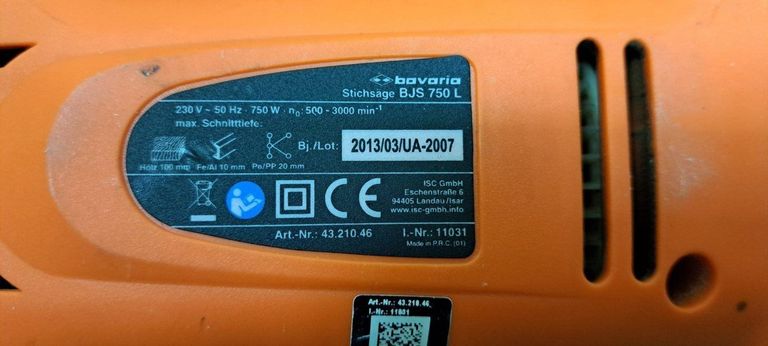 bavaria
Stichsäge BJS 750 L
230 V ~ 50 Hz · 750 W · n₀: 500 - 3000 min⁻¹
max. Schnitttiefe:
Bj./Lot: 2013/03/UA-2007
Holz 100 mm Fe/Al 10 mm Pe/PP 20 mm
ISC GmbH
Eschenstraße 6
94405 Landau/Isar
www.isc-gmbh.info
CE
Art.-Nr.: 43.210.46 I.-Nr.: 11031
Made in P.R.C. (01)
Art.-Nr.: 43.210.46
I.-Nr.: 11031